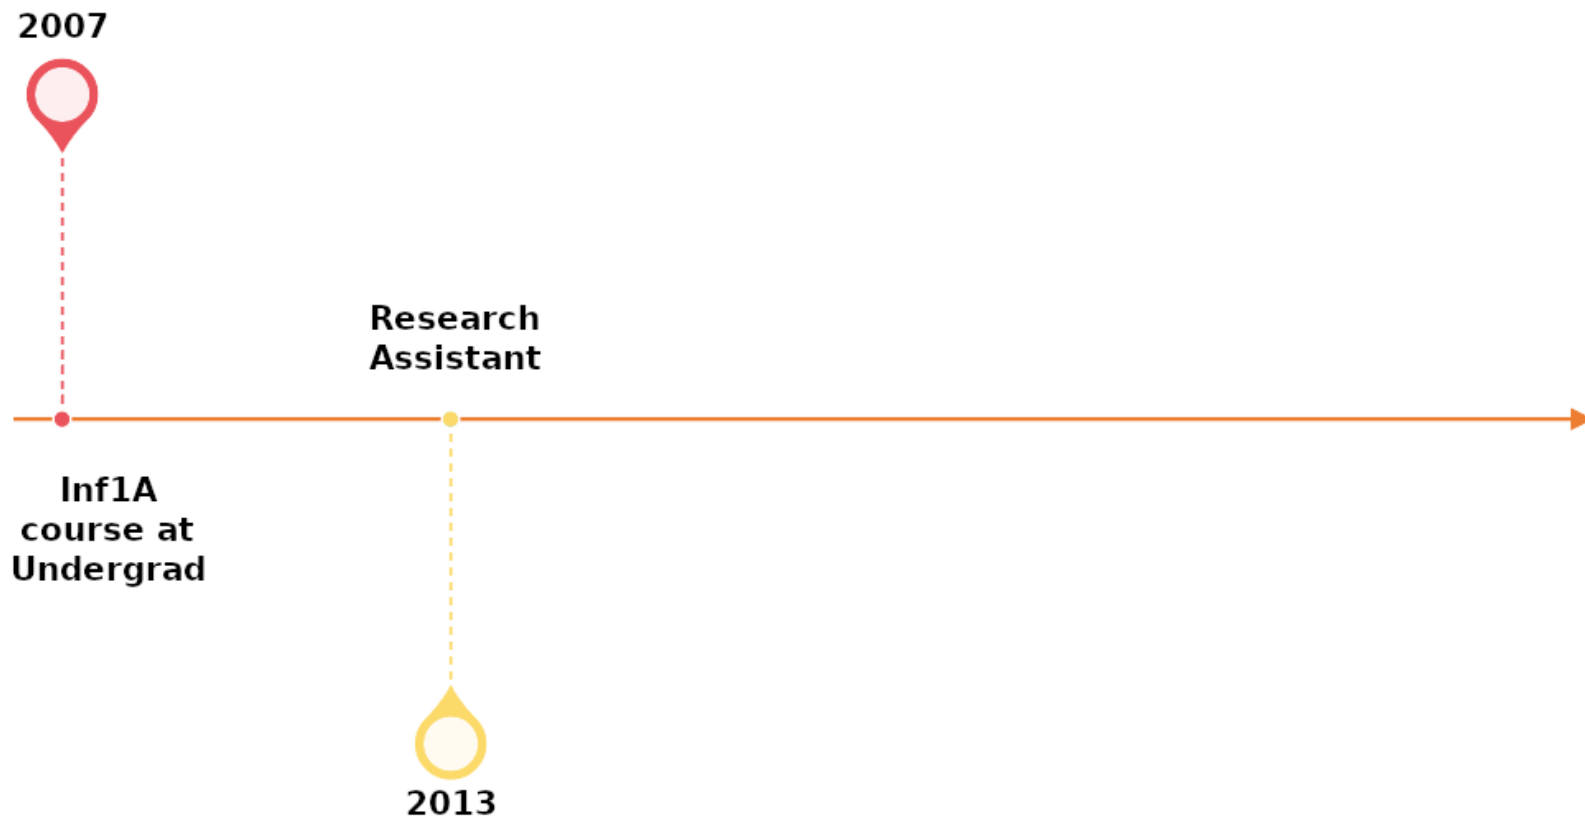 2007
Research
Assistant
Inf1A
course at
Undergrad
2013